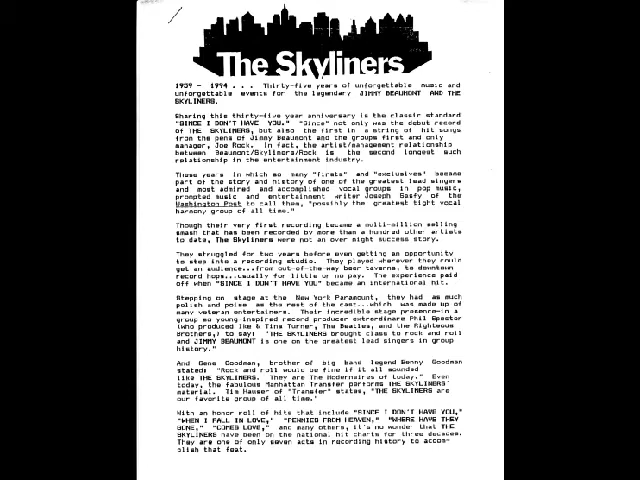 The Skyliners
1959 - 1994 . . . Thirty-five years of unforgettable music and
unforgettable events for the legendary JIMMY BEAUMONT AND THE
SKYLINERS.
Sharing this thirty-five year anniversary is the classic standard
"SINCE I DON'T HAVE YOU." "Since" not only was the debut record
of THE SKYLINERS, but also the first in a string of hit songs
from the pens of Jimmy Beaumont and the groups first and only
manager, Joe Rock. In fact, the artist/management relationship
between Beaumont/Skyliners/Rock is the second longest such
relationship in the entertainment industry.
These years in which so many "firsts" and "exclusives" became
part of the story and history of one of the greatest lead singers
and most admired and accomplished vocal groups in pop music,
prompted music and entertainment writer Joseph Sasfy of the
Washington Post to call them, "possibly the greatest tight vocal
harmony group of all time."
Though their very first recording became a multi-million selling
smash that has been recorded by more than a hundred other artists
to date, The Skyliners were not an over night success story.
They struggled for two years before even getting an opportunity
to step into a recording studio. They played wherever they could
get an audience...from out-of-the-way beer taverns, to downtown
record hops...usually for little or no pay. The experience paid
off when "SINCE I DON'T HAVE YOU" became an international hit.
Stepping on stage at the New York Paramount, they had as much
polish and poise as the rest of the cast...which was made up of
many veteran entertainers. Their incredible stage presence in a
group so young inspired record producer extrordinare Phil Spector
(who produced Ike & Tina Turner, The Beatles, and the Righteous
Brothers,) to say: "THE SKYLINERS brought class to rock and roll
and JIMMY BEAUMONT is one on the greatest lead singers in group
history."
And Gene Goodman, brother of big band legend Benny Goodman
stated: "Rock and roll would be fine if it all sounded
like THE SKYLINERS. They are The Modernaires of today." Even
today, the fabulous Manhattan Transfer performs THE SKYLINERS'
material. Tim Hauser of "Transfer" states, "THE SKYLINERS are
our favorite group of all time."
With an honor roll of hits that include "SINCE I DON'T HAVE YOU,"
"WHEN I FALL IN LOVE," "PENNIES FROM HEAVEN," "WHERE HAVE THEY
GONE," "COMES LOVE," and many others, it's no wonder that THE
SKYLINERS have been on the national hit charts for three decades.
They are one of only seven acts in recording history to accom-
plish that feat.